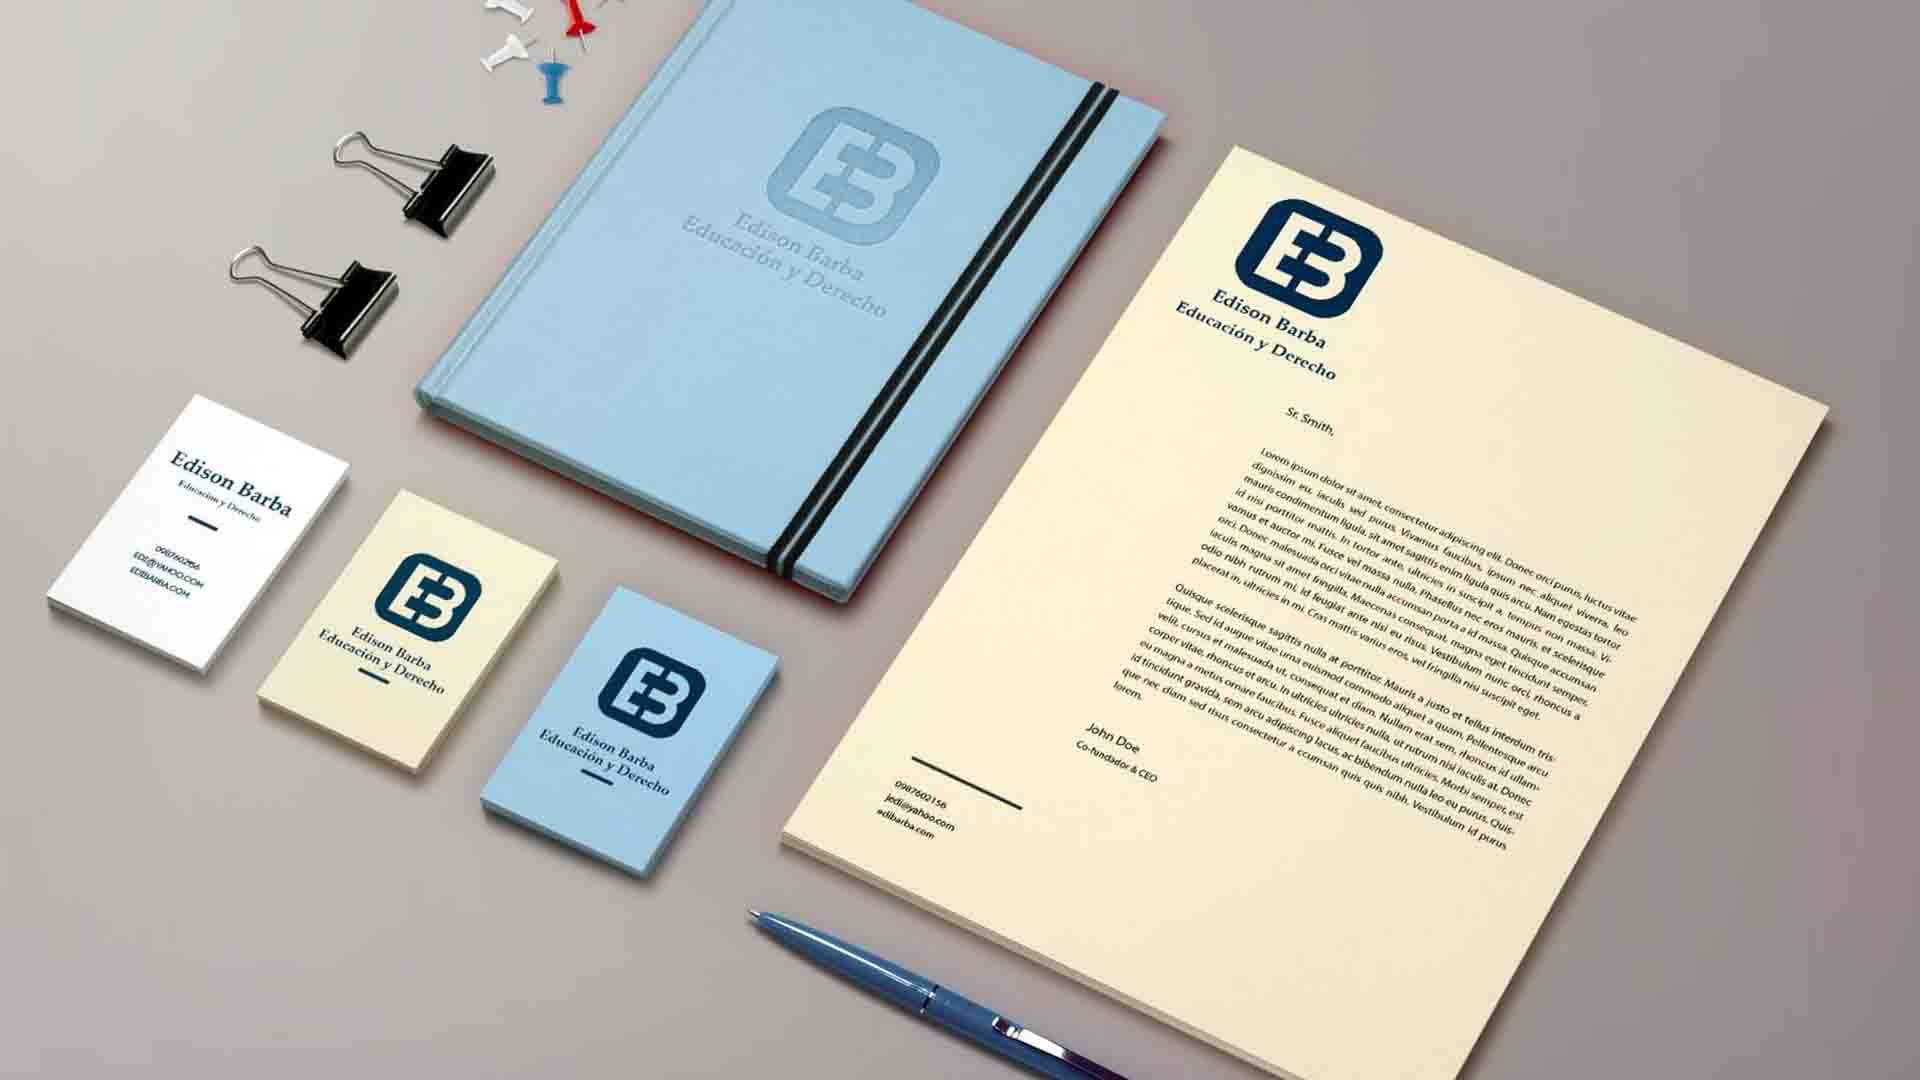 EB
Edison Barba
Educación y Derecho
EB
Edison Barba
Educación y Derecho
Sr. Smith,
Lorem ipsum dolor sit amet, consectetur adipiscing elit. Donec orci purus, luctus vitae
dignissim eu, iaculis sed purus. Vivamus faucibus, ipsum nec aliquet viverra, leo
mauris condimentum ligula, sit amet sagittis enim ligula quis arcu. Nam egestas tortor
id nisi porttitor mattis. In tortor ante, ultricies in suscipit a, tempus non massa. Vi-
vamus et auctor mi. Fusce vel massa nulla. Phasellus nec eros mauris, et scelerisque
orci. Donec malesuada orci vitae nulla accumsan porta a id massa. Quisque accumsan
iaculis magna sit amet fringilla. Maecenas consequat, magna eget tincidunt semper,
odio nibh rutrum mi, id feugiat ante nisi eu risus. Vestibulum nunc orci, rhoncus a
placerat in, ultricies in mi. Cras mattis varius eros, vel fringilla nisi suscipit eget.
Quisque scelerisque sagittis nulla at porttitor. Mauris a justo et tellus interdum tris-
tique. Sed id augue vitae urna euismod commodo aliquet a quam. Pellentesque arcu
velit, cursus et malesuada ut, consequat et diam. Nullam erat sem, rhoncus id ullam-
corper vitae, rhoncus et arcu. In ultricies ultricies nulla, ut rutrum nisi iaculis at. Donec
eu magna a metus ornare faucibus. Fusce aliquet faucibus ultricies. Morbi semper, est
id tincidunt gravida, sem arcu adipiscing lacus, ac bibendum nulla leo eu purus. Quis-
que nec diam sed risus consectetur a ccumsan quis quis nibh. Vestibulum id purus
lorem.
John Doe
Co-fundador & CEO
0987602156
jedi@yahoo.com
edibarba.com
Edison Barba
Educación y Derecho
0987602156
EDI@YAHOO.COM
EDIBARBA.COM
EB
Edison Barba
Educación y Derecho
EB
Edison Barba
Educación y Derecho